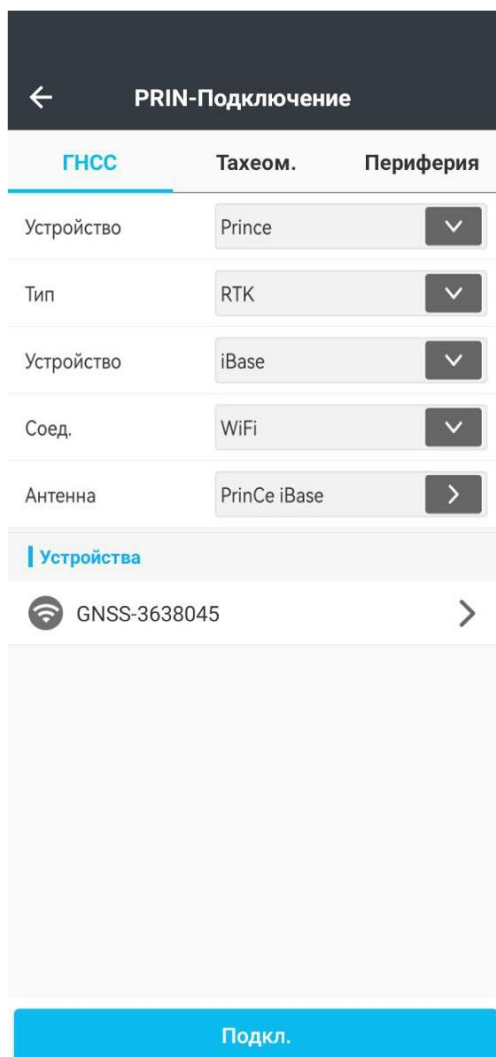 PRIN-Подключение
ГНСС Тахеом. Периферия
Устройство Prince
Тип RTK
Устройство iBase
Соед. WiFi
Антенна PrinCe iBase
Устройства
GNSS-3638045
Подкл.